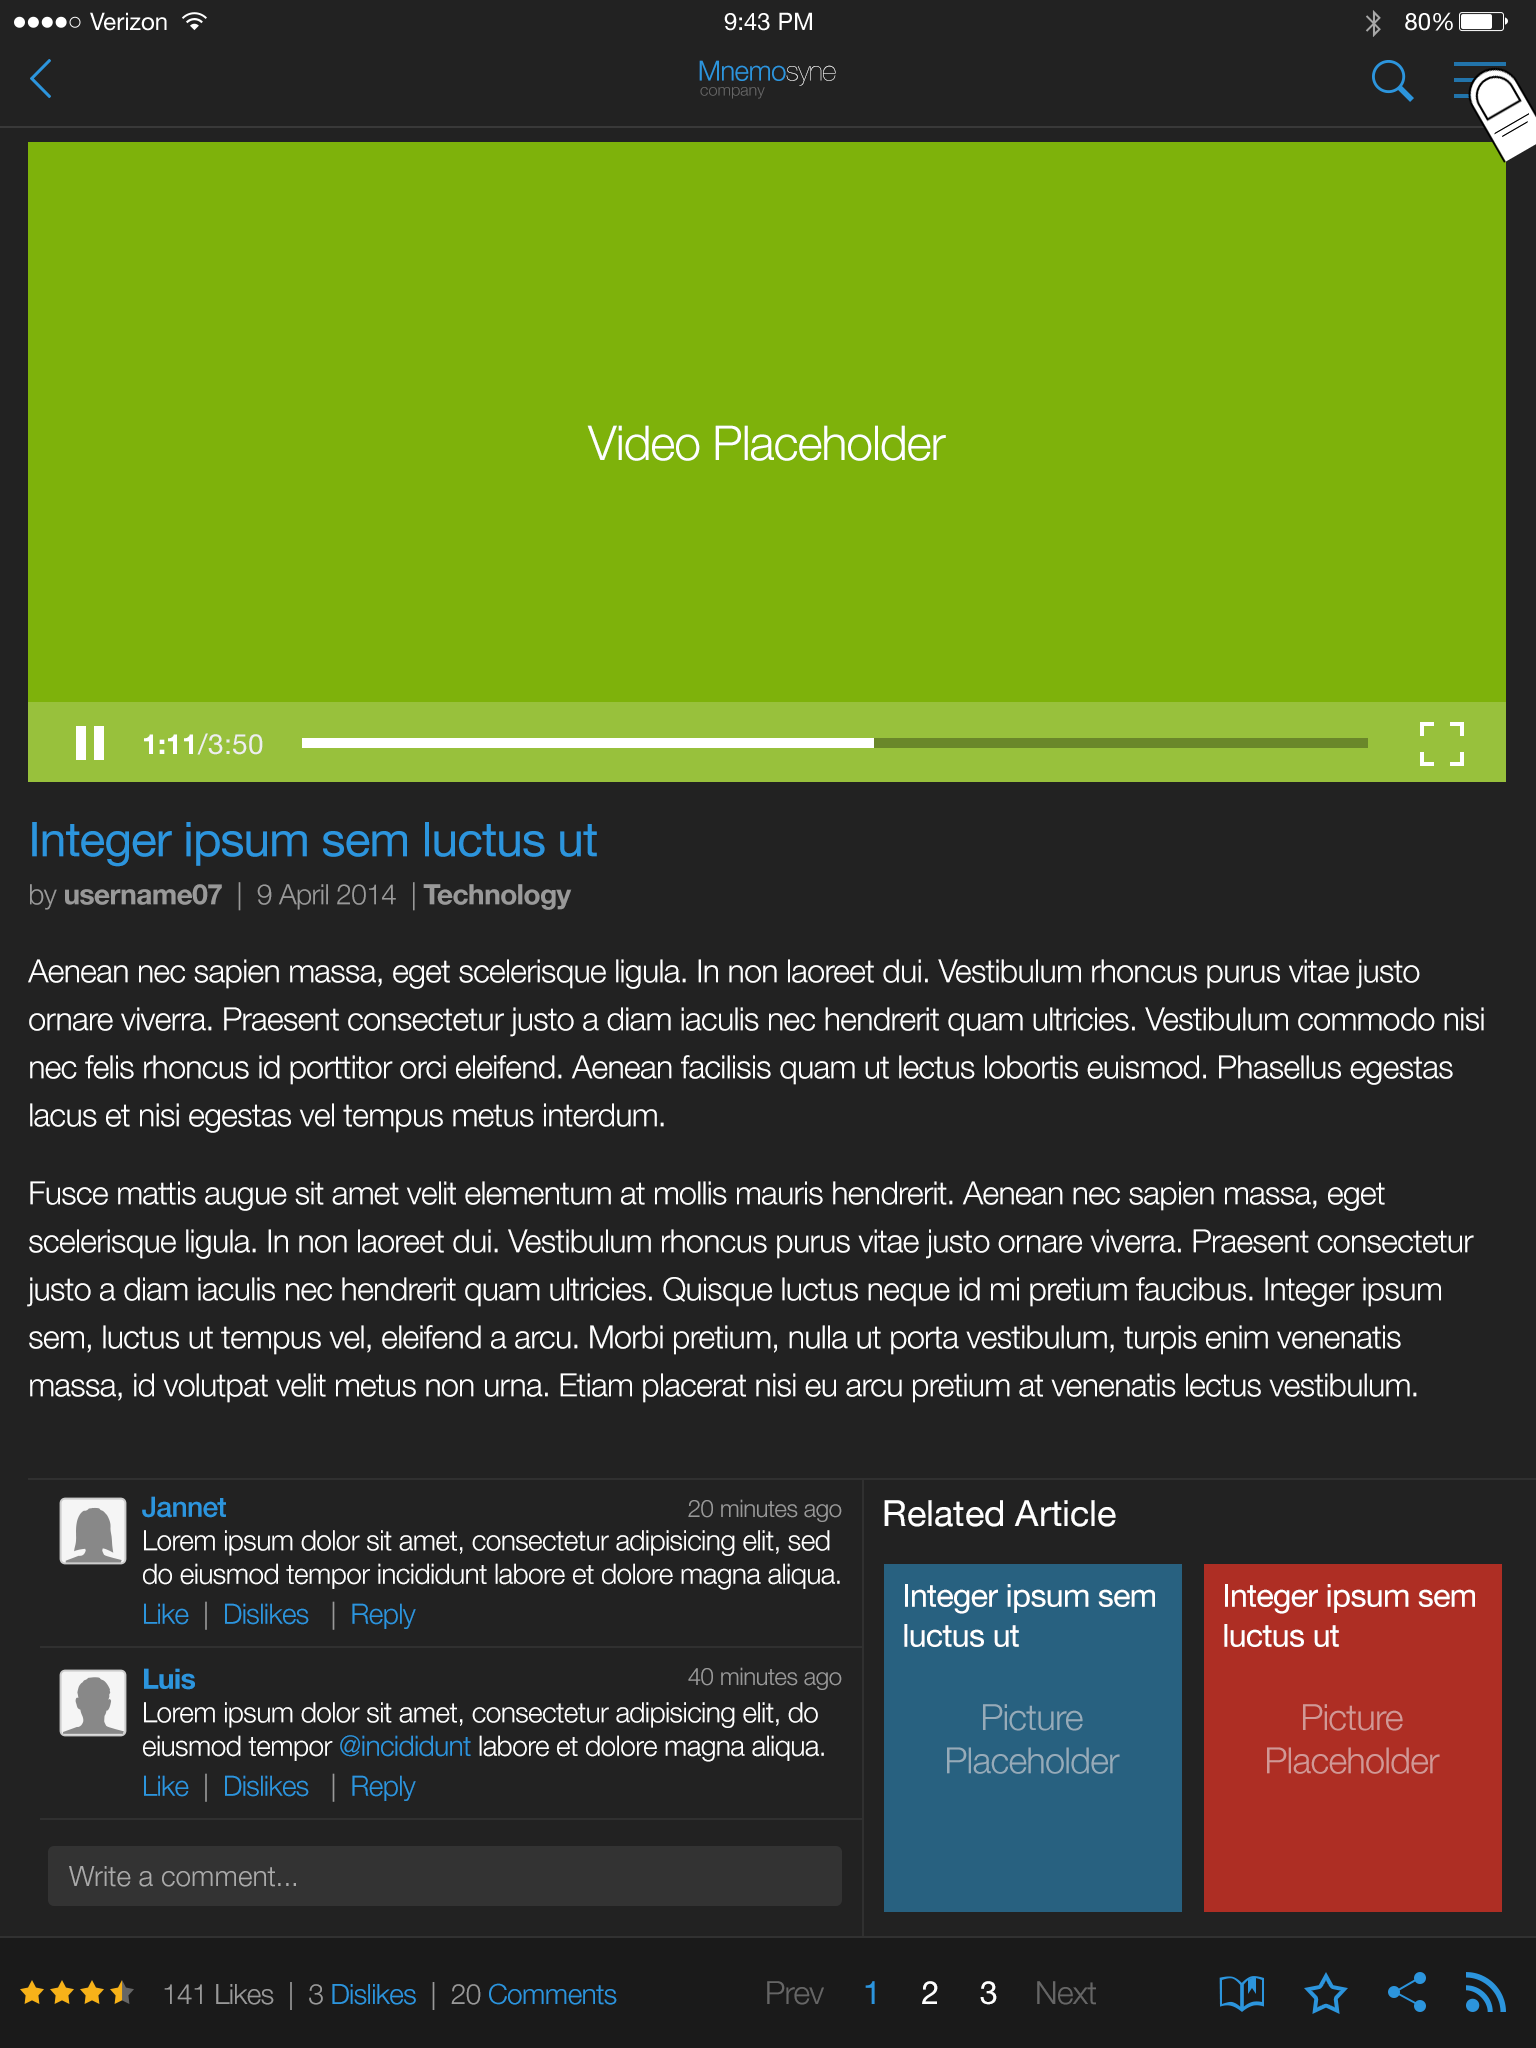 Verizon 9:43 PM 80%
Mnemosyne
company
Video Placeholder
1:11/3:50
Integer ipsum sem luctus ut
by username07 | 9 April 2014 | Technology
Aenean nec sapien massa, eget scelerisque ligula. In non laoreet dui. Vestibulum rhoncus purus vitae justo
ornare viverra. Praesent consectetur justo a diam iaculis nec hendrerit quam ultricies. Vestibulum commodo nisi
nec felis rhoncus id porttitor orci eleifend. Aenean facilisis quam ut lectus lobortis euismod. Phasellus egestas
lacus et nisi egestas vel tempus metus interdum.
Fusce mattis augue sit amet velit elementum at mollis mauris hendrerit. Aenean nec sapien massa, eget
scelerisque ligula. In non laoreet dui. Vestibulum rhoncus purus vitae justo ornare viverra. Praesent consectetur
justo a diam iaculis nec hendrerit quam ultricies. Quisque luctus neque id mi pretium faucibus. Integer ipsum
sem, luctus ut tempus vel, eleifend a arcu. Morbi pretium, nulla ut porta vestibulum, turpis enim venenatis
massa, id volutpat velit metus non urna. Etiam placerat nisi eu arcu pretium at venenatis lectus vestibulum.
Jannet 20 minutes ago
Lorem ipsum dolor sit amet, consectetur adipisicing elit, sed
do eiusmod tempor incididunt labore et dolore magna aliqua.
Like | Dislikes | Reply
Luis 40 minutes ago
Lorem ipsum dolor sit amet, consectetur adipisicing elit, do
eiusmod tempor @incididunt labore et dolore magna aliqua.
Like | Dislikes | Reply
Write a comment...
Related Article
Integer ipsum sem
luctus ut
Picture
Placeholder
Integer ipsum sem
luctus ut
Picture
Placeholder
141 Likes | 3 Dislikes | 20 Comments
Prev 1 2 3 Next